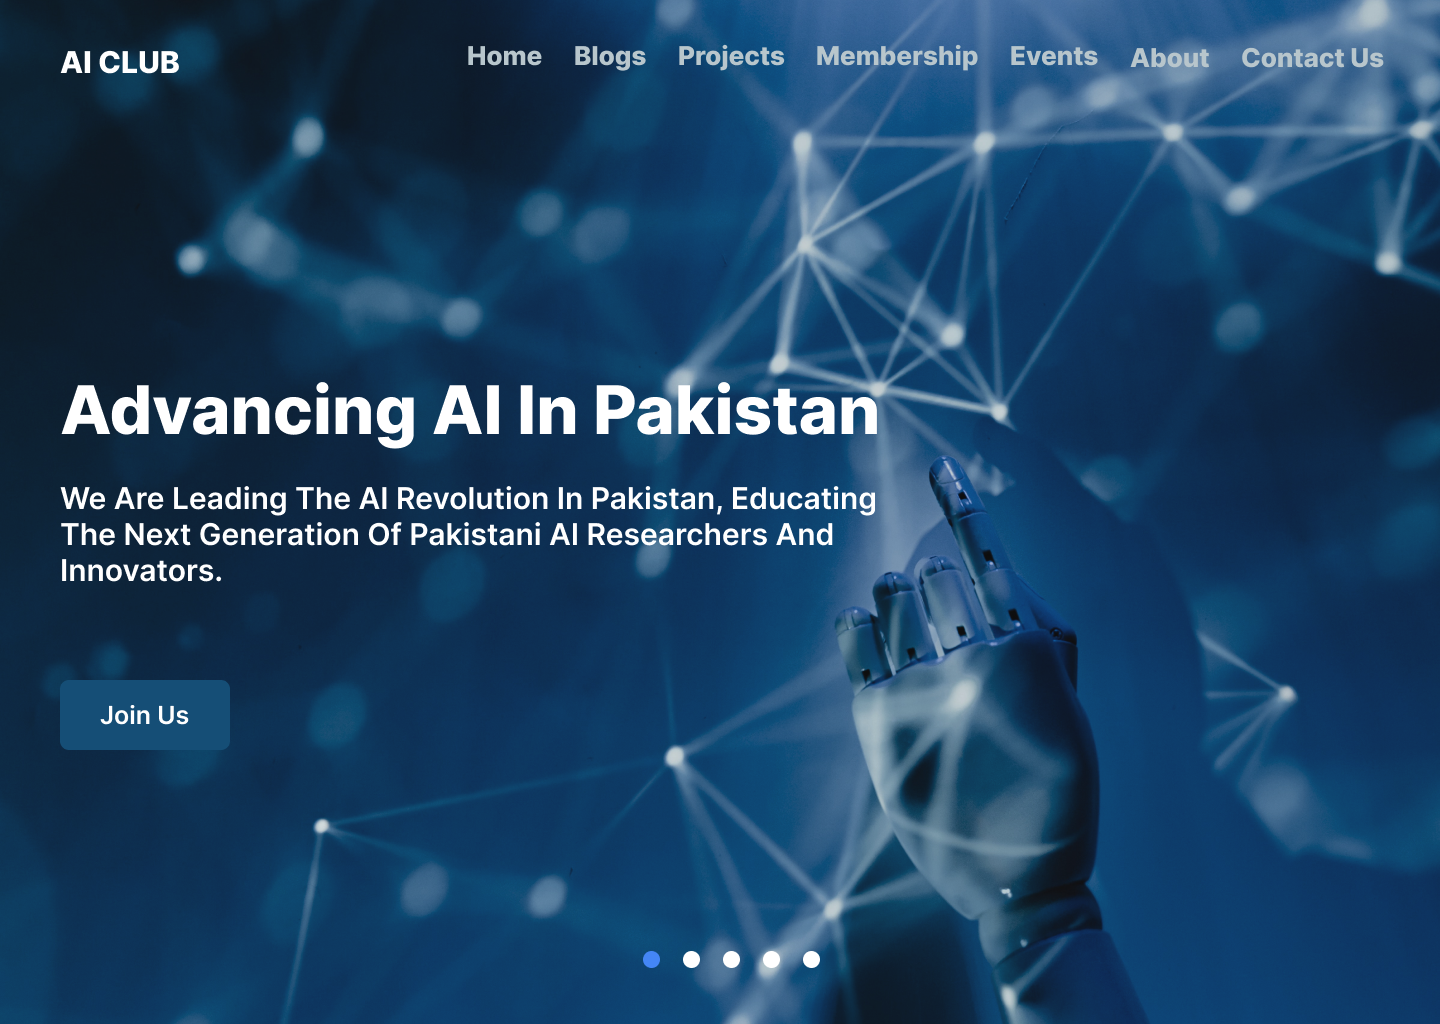 AI CLUB
Home Blogs Projects Membership Events About Contact Us
Advancing AI In Pakistan
We Are Leading The AI Revolution In Pakistan, Educating
The Next Generation Of Pakistani AI Researchers And
Innovators.
Join Us